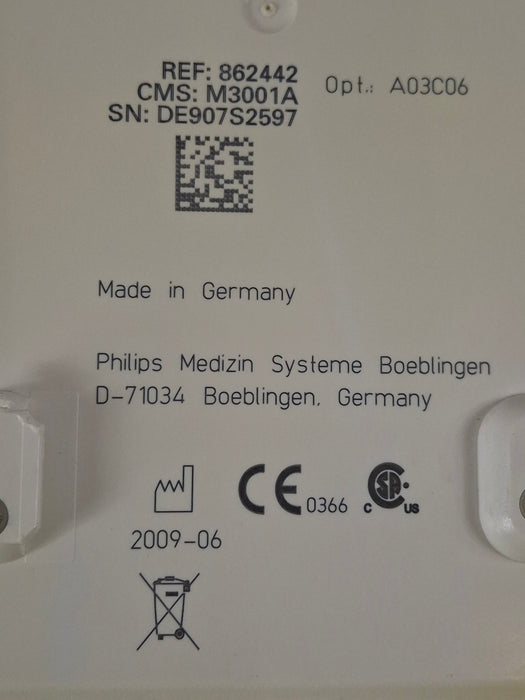 REF: 862442
CMS: M3001A
SN: DE907S2597
Opt.: A03C06
Made in Germany
Philips Medizin Systeme Boeblingen
D-71034 Boeblingen, Germany
CE 0366
C SA US
2009-06